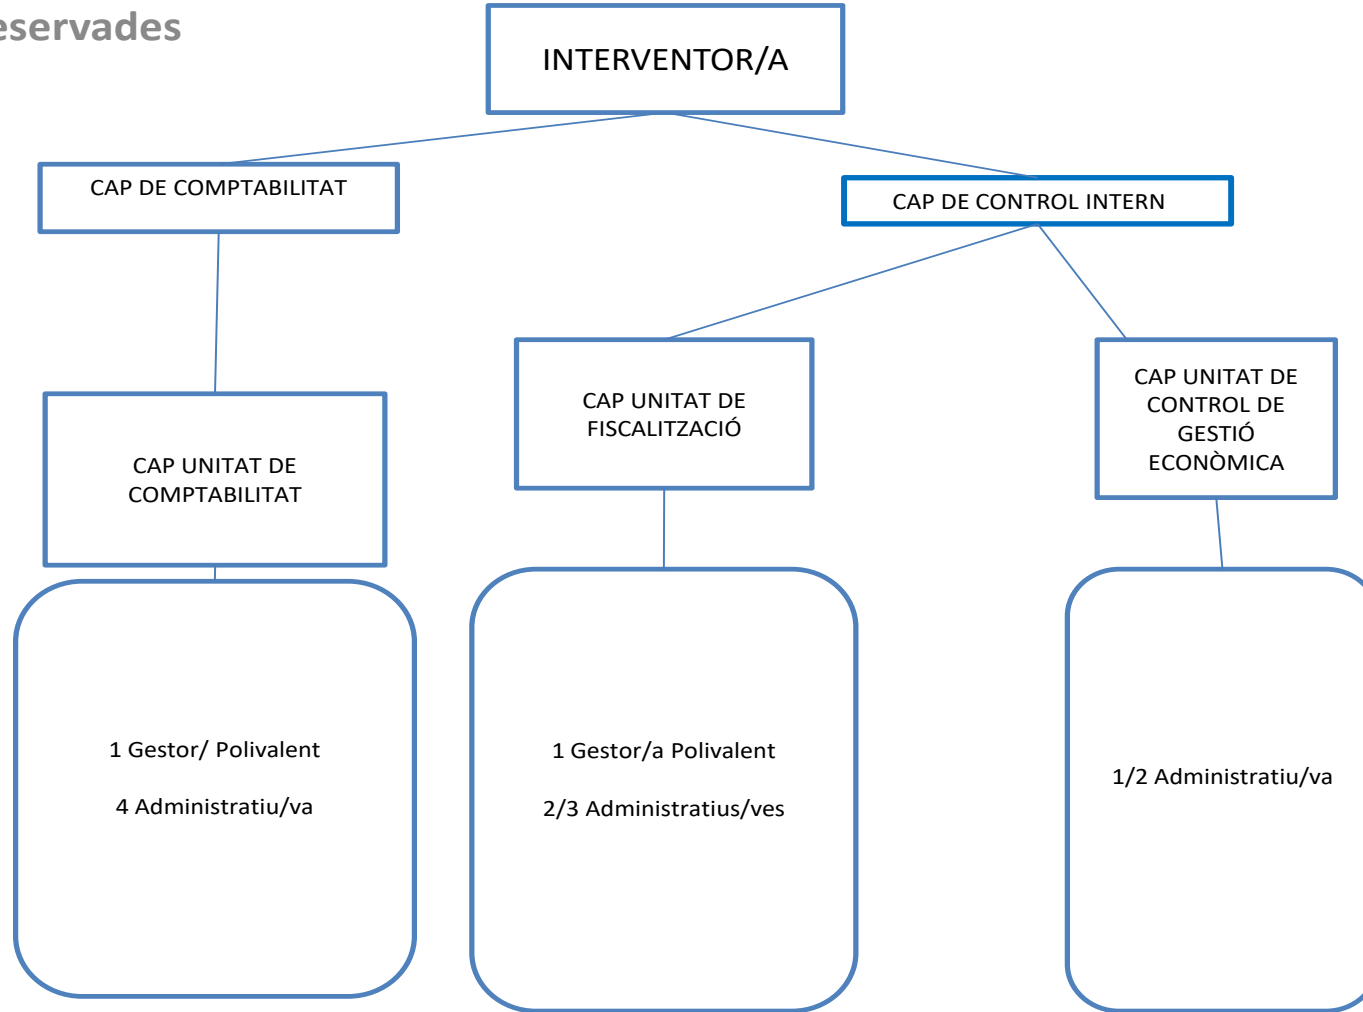 eservades
INTERVENTOR/A
CAP DE COMPTABILITAT
CAP DE CONTROL INTERN
CAP UNITAT DE
COMPTABILITAT
CAP UNITAT DE
FISCALITZACIÓ
CAP UNITAT DE
CONTROL DE
GESTIÓ
ECONÒMICA
1 Gestor/ Polivalent
4 Administratiu/va
1 Gestor/a Polivalent
2/3 Administratius/ves
1/2 Administratiu/va